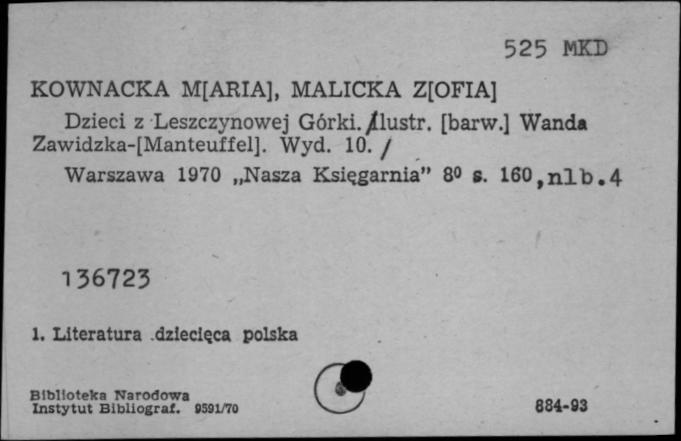 525 MKD
KOWNACKA M[ARIA], MALICKA Z[OFIA]
Dzieci z Leszczynowej Górki. /Ilustr. [barw.] Wanda
Zawidzka-[Manteuffel]. Wyd. 10. /
Warszawa 1970 „Nasza Księgarnia” 8⁰ s. 160,nlb.4
136723
1. Literatura dziecięca polska
Biblioteka Narodowa
Instytut Bibliograf. 9591/70
884-93